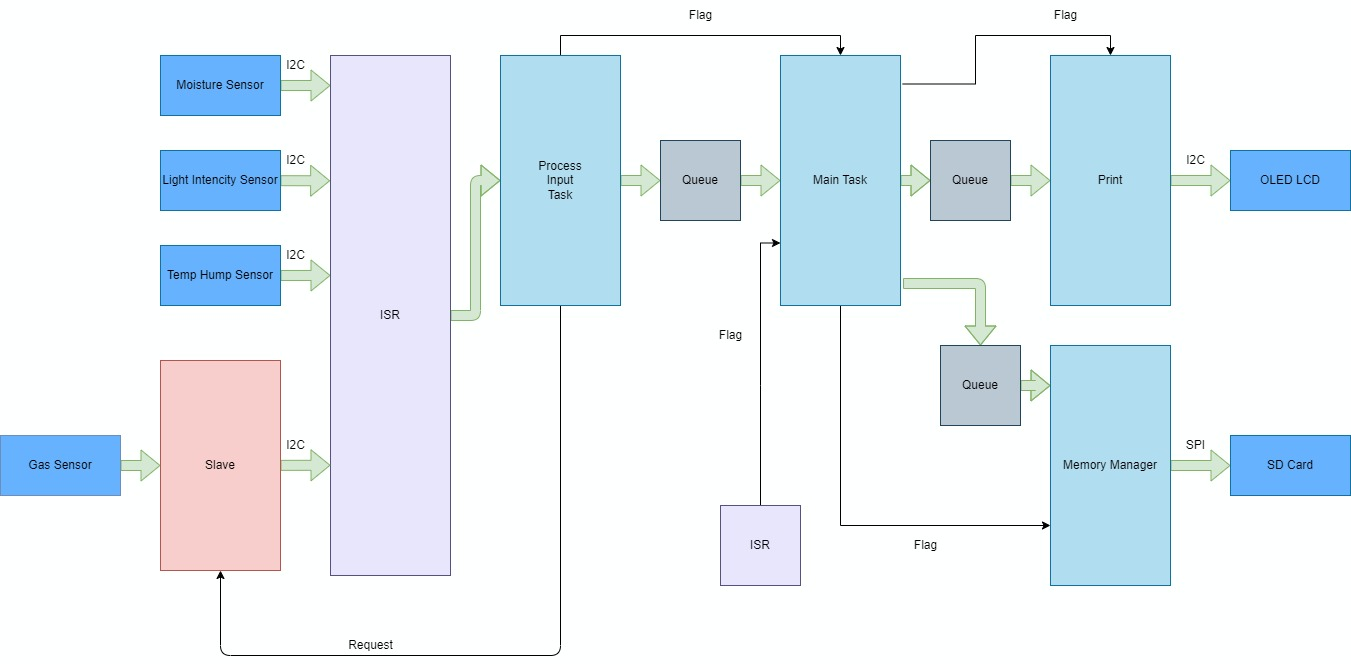 Flag
Flag
Moisture Sensor
I2C
Light Intencity Sensor
I2C
Temp Hump Sensor
I2C
ISR
Process
Input
Task
Queue
Main Task
Queue
Print
I2C
OLED LCD
Flag
Queue
Gas Sensor
Slave
I2C
Memory Manager
SPI
SD Card
ISR
Flag
Request